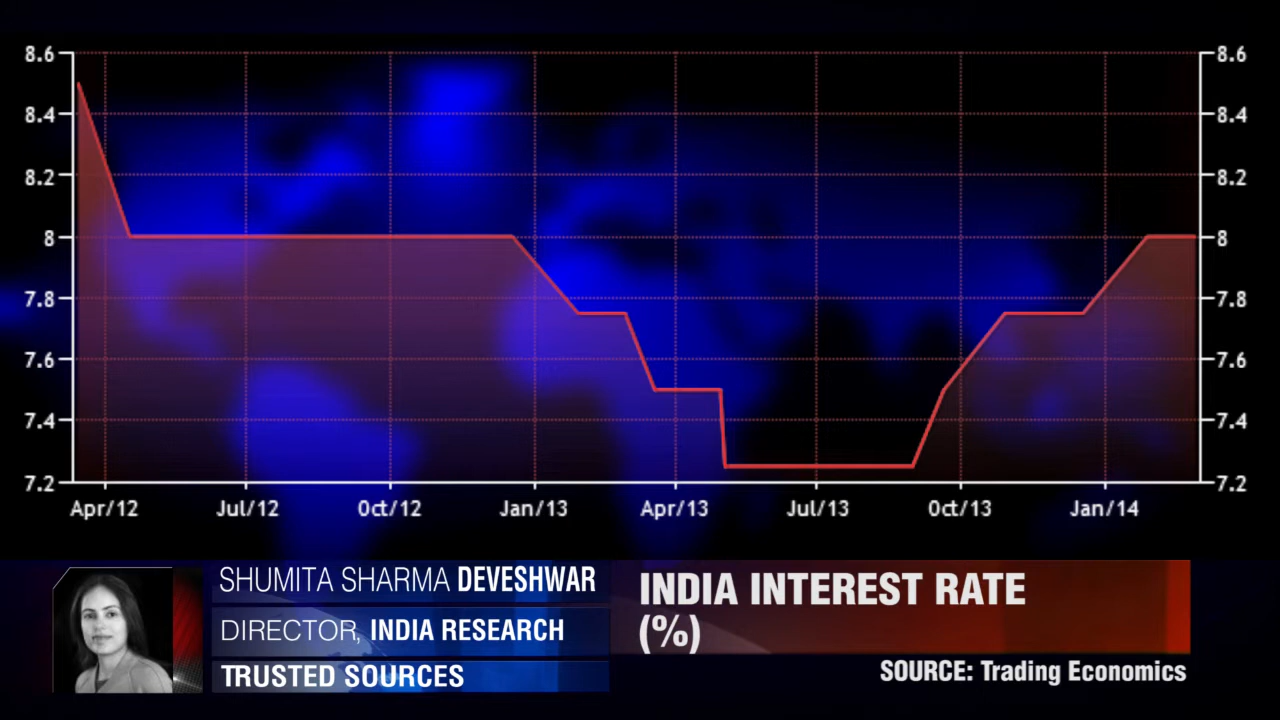 8.6 8.6
8.4 8.4
8.2 8.2
8 8
7.8 7.8
7.6 7.6
7.4 7.4
7.2 7.2
Apr/12 Jul/12 Oct/12 Jan/13 Apr/13 Jul/13 Oct/13 Jan/14
SHUMITA SHARMA DEVESHWAR
DIRECTOR, INDIA RESEARCH
TRUSTED SOURCES
INDIA INTEREST RATE
(%)
SOURCE: Trading Economics